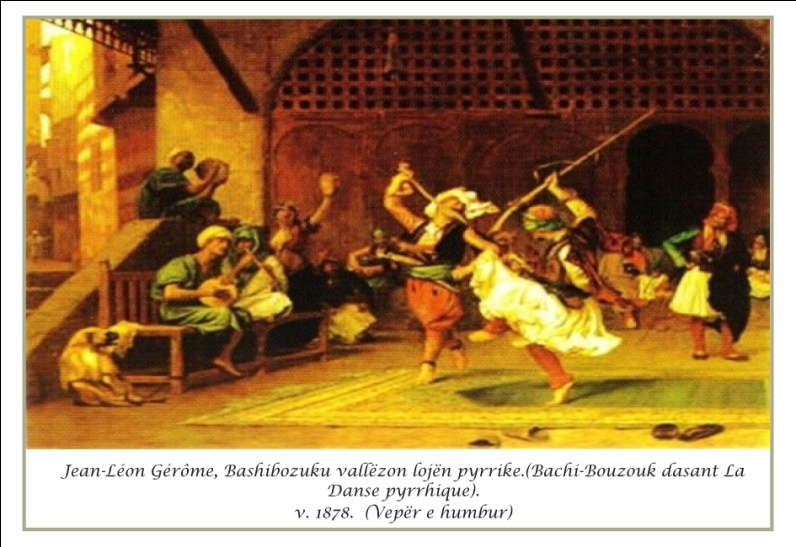 Jean-Léon Gérôme, Bashibozuku vallëzon lojën pyrrike.(Bachi-Bouzouk dasant La
Danse pyrrhique).
v. 1878. (Vepër e humbur)